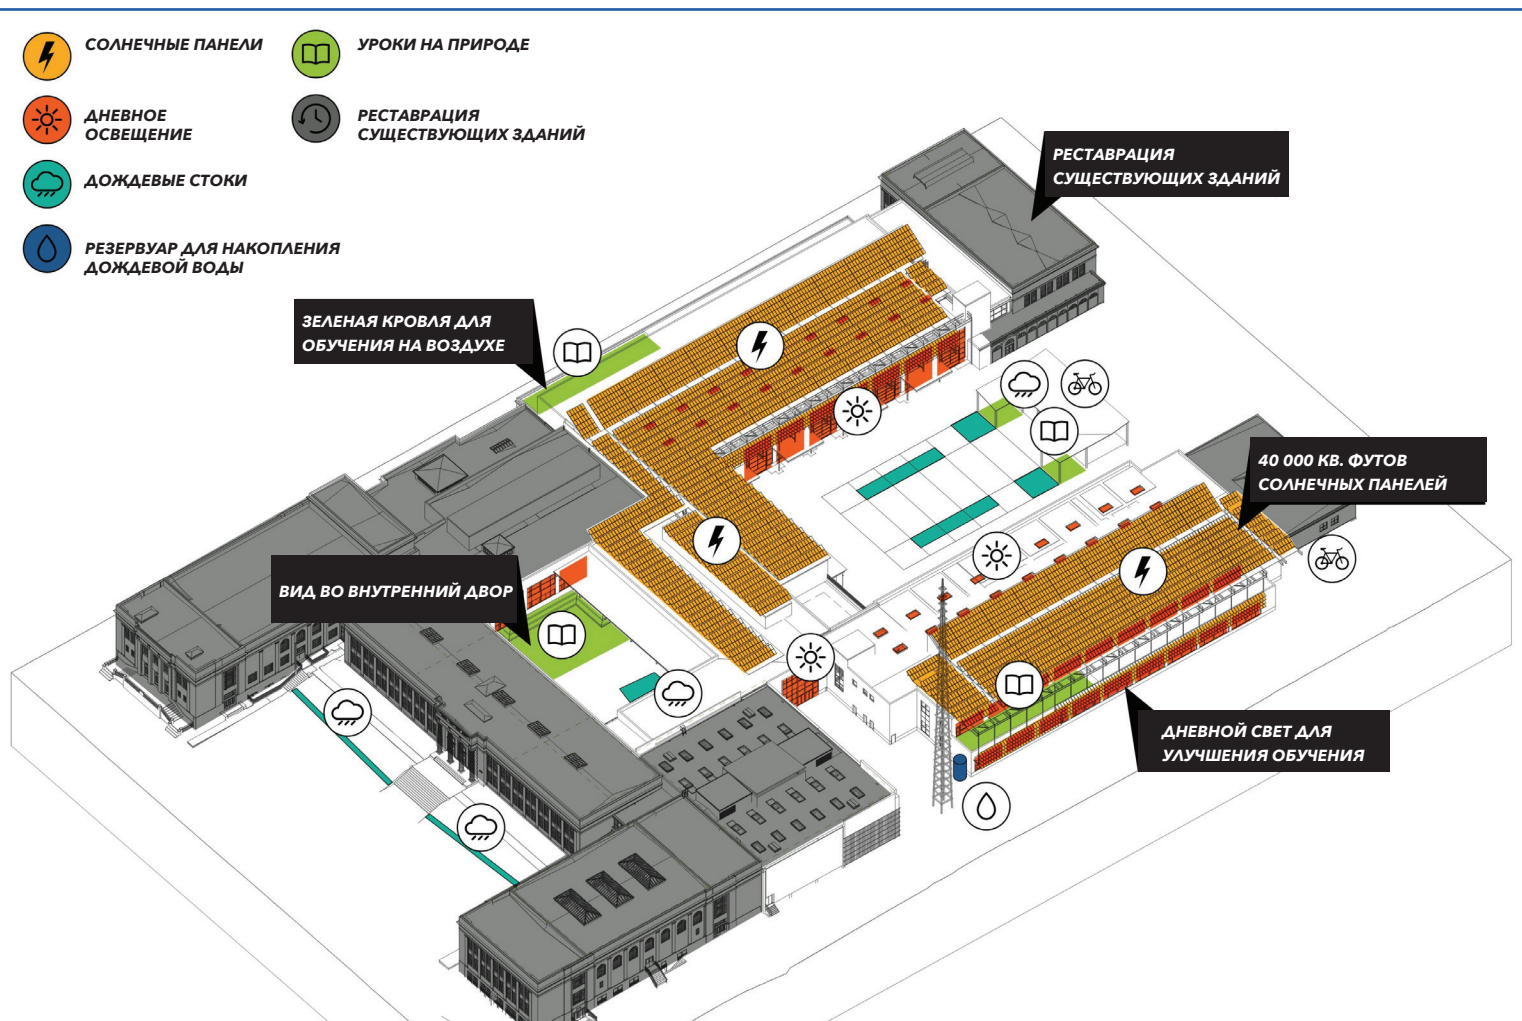 СОЛНЕЧНЫЕ ПАНЕЛИ
УРОКИ НА ПРИРОДЕ
ДНЕВНОЕ
ОСВЕЩЕНИЕ
РЕСТАВРАЦИЯ
СУЩЕСТВУЮЩИХ ЗДАНИЙ
ДОЖДЕВЫЕ СТОКИ
РЕЗЕРВУАР ДЛЯ НАКОПЛЕНИЯ
ДОЖДЕВОЙ ВОДЫ
РЕСТАВРАЦИЯ
СУЩЕСТВУЮЩИХ ЗДАНИЙ
ЗЕЛЕНАЯ КРОВЛЯ ДЛЯ
ОБУЧЕНИЯ НА ВОЗДУХЕ
40 000 КВ. ФУТОВ
СОЛНЕЧНЫХ ПАНЕЛЕЙ
ВИД ВО ВНУТРЕННИЙ ДВОР
ДНЕВНОЙ СВЕТ ДЛЯ
УЛУЧШЕНИЯ ОБУЧЕНИЯ